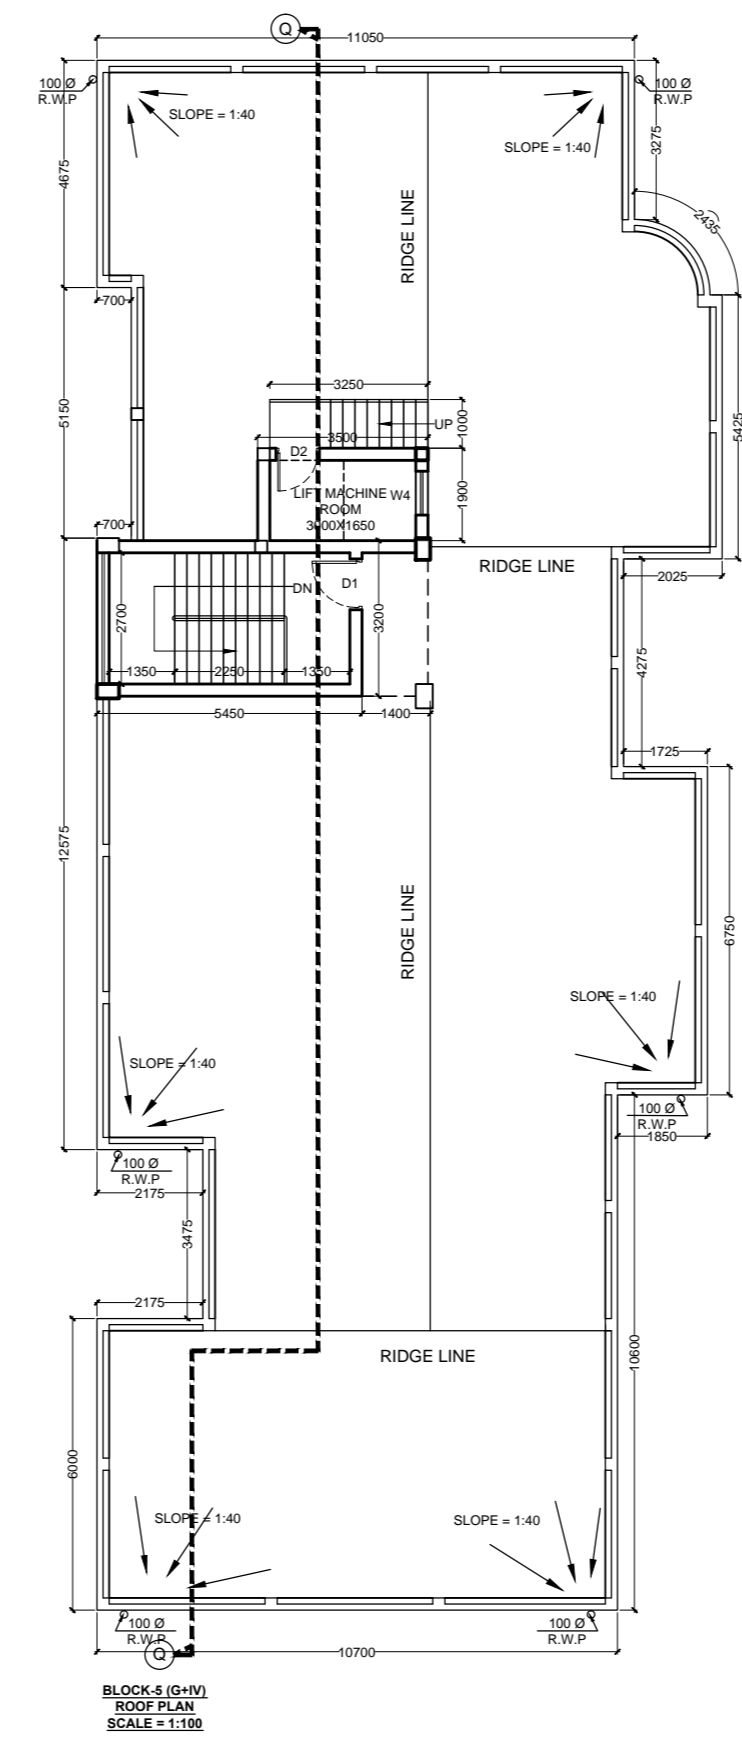 Q
11050
100 Ø
R.W.P
100 Ø
R.W.P
SLOPE = 1:40
SLOPE = 1:40
4675
3275
RIDGE LINE
2435
700
3250
UP
1000
5150
5425
3500
D2
LIFT MACHINE
ROOM
3000X1650
W4
1900
700
RIDGE LINE
DN
D1
2025
2700
3200
1350
2250
1350
4275
5450
1400
1725
12575
RIDGE LINE
6750
SLOPE = 1:40
SLOPE = 1:40
100 Ø
R.W.P
1850
100 Ø
R.W.P
2175
3475
2175
RIDGE LINE
10600
6000
SLOPE = 1:40
SLOPE = 1:40
100 Ø
R.W.P
100 Ø
R.W.P
Q
10700
BLOCK-5 (G+IV)
ROOF PLAN
SCALE = 1:100